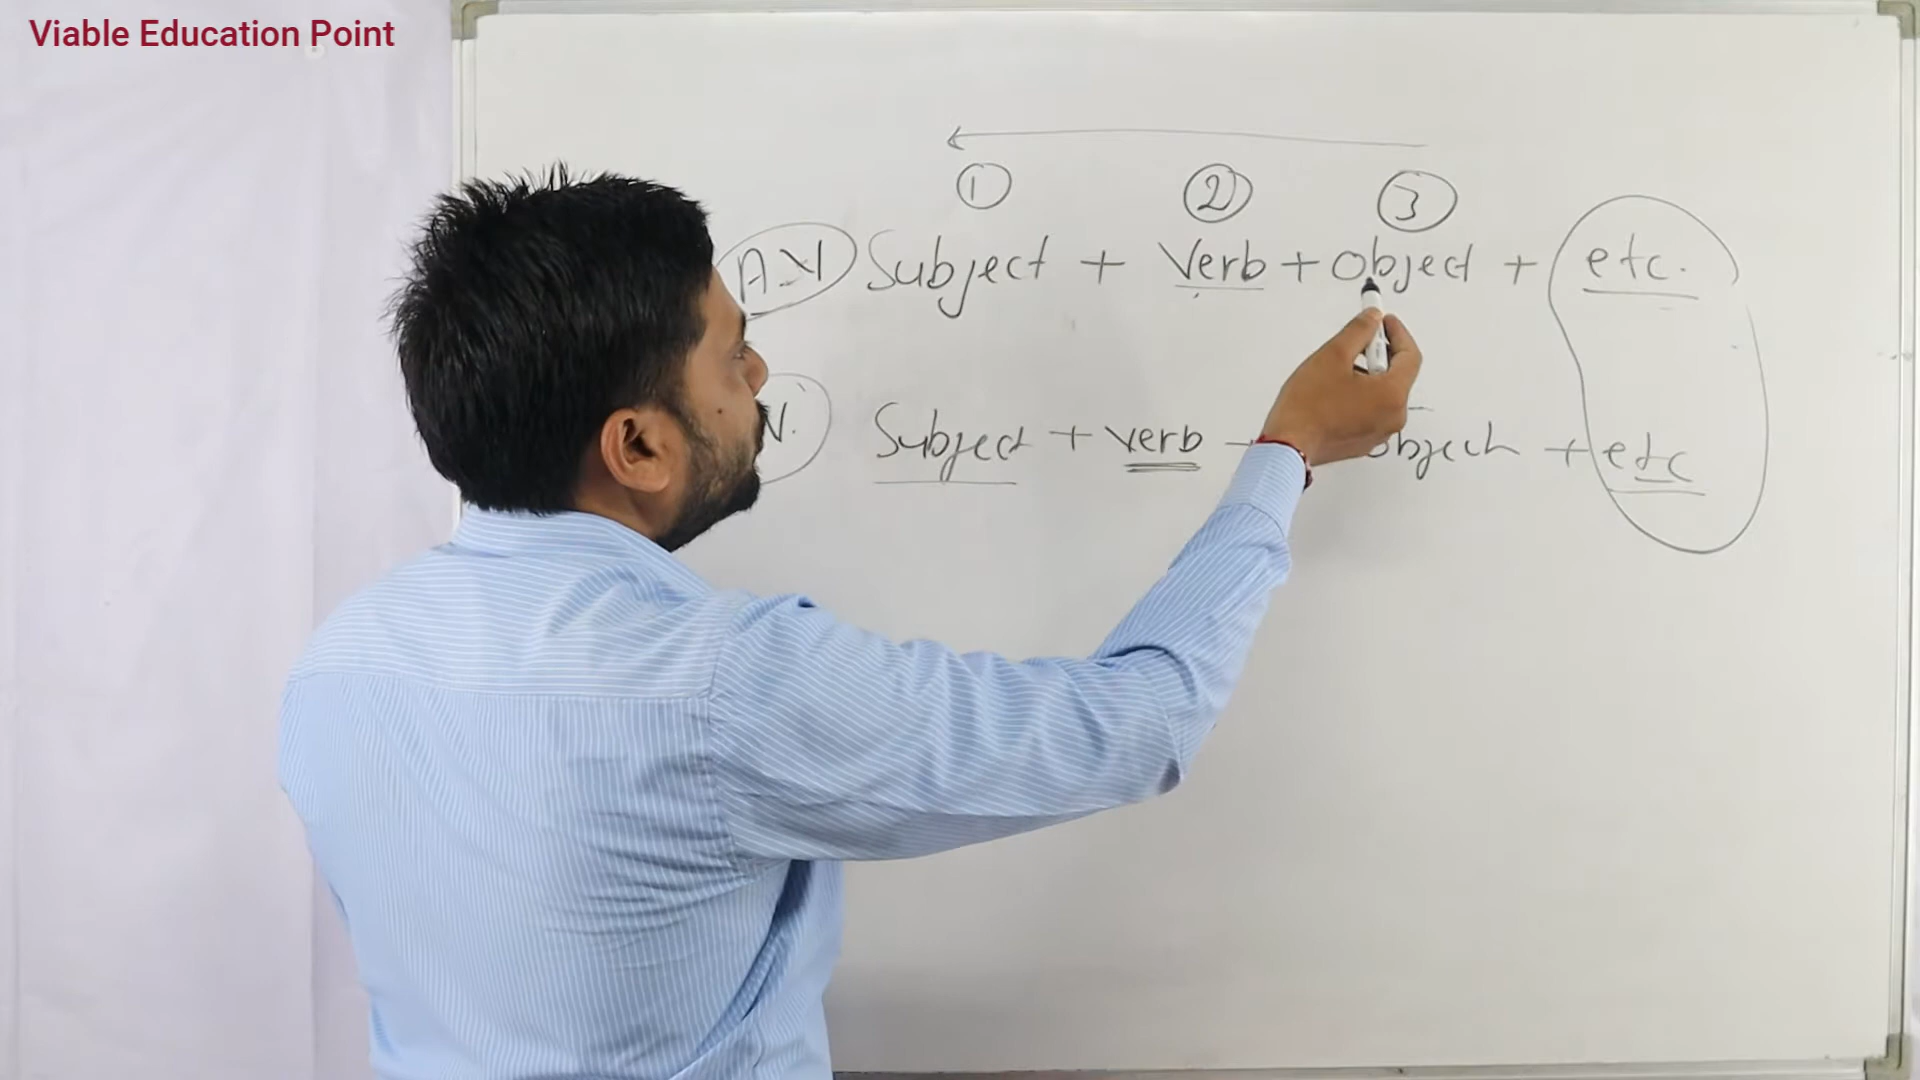 Viable Education Point
① ② ③
A.V Subject + Verb + Object + etc.
V. Subject + verb + Object + etc